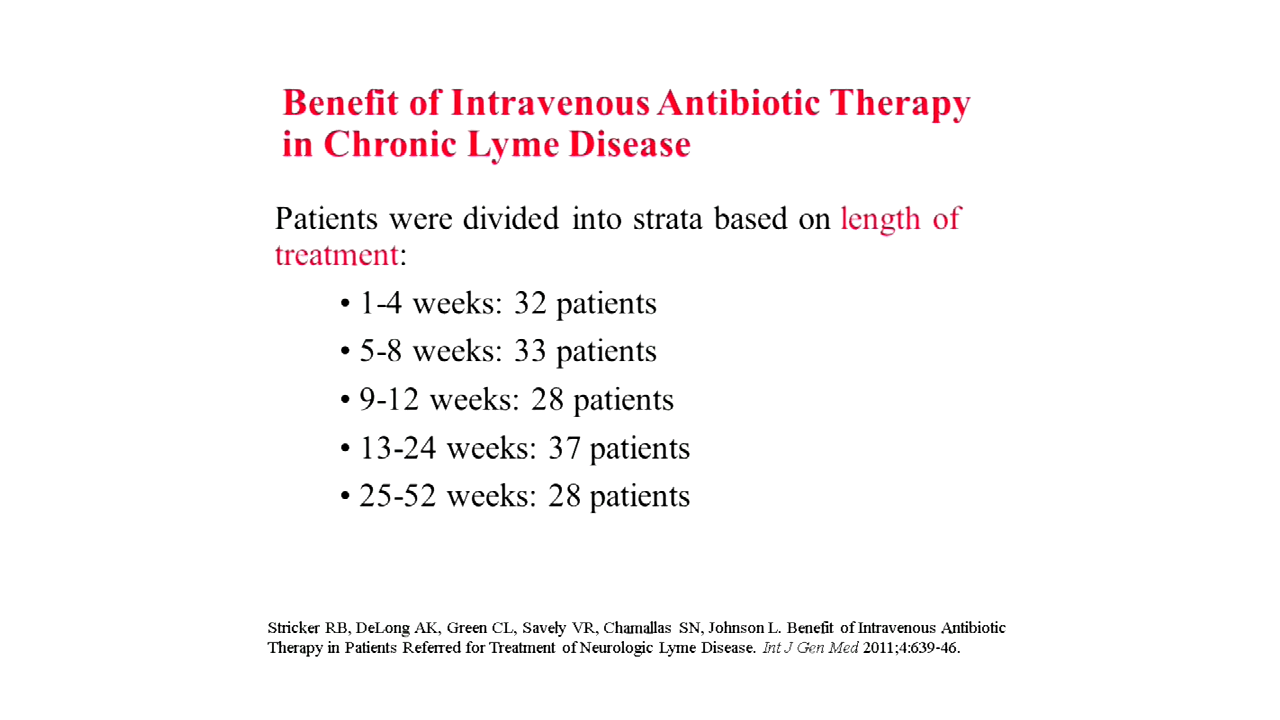 Benefit of Intravenous Antibiotic Therapy
in Chronic Lyme Disease
Patients were divided into strata based on length of
treatment:
• 1-4 weeks: 32 patients
• 5-8 weeks: 33 patients
• 9-12 weeks: 28 patients
• 13-24 weeks: 37 patients
• 25-52 weeks: 28 patients
Stricker RB, DeLong AK, Green CL, Savely VR, Chamallas SN, Johnson L. Benefit of Intravenous Antibiotic
Therapy in Patients Referred for Treatment of Neurologic Lyme Disease. Int J Gen Med 2011;4:639-46.